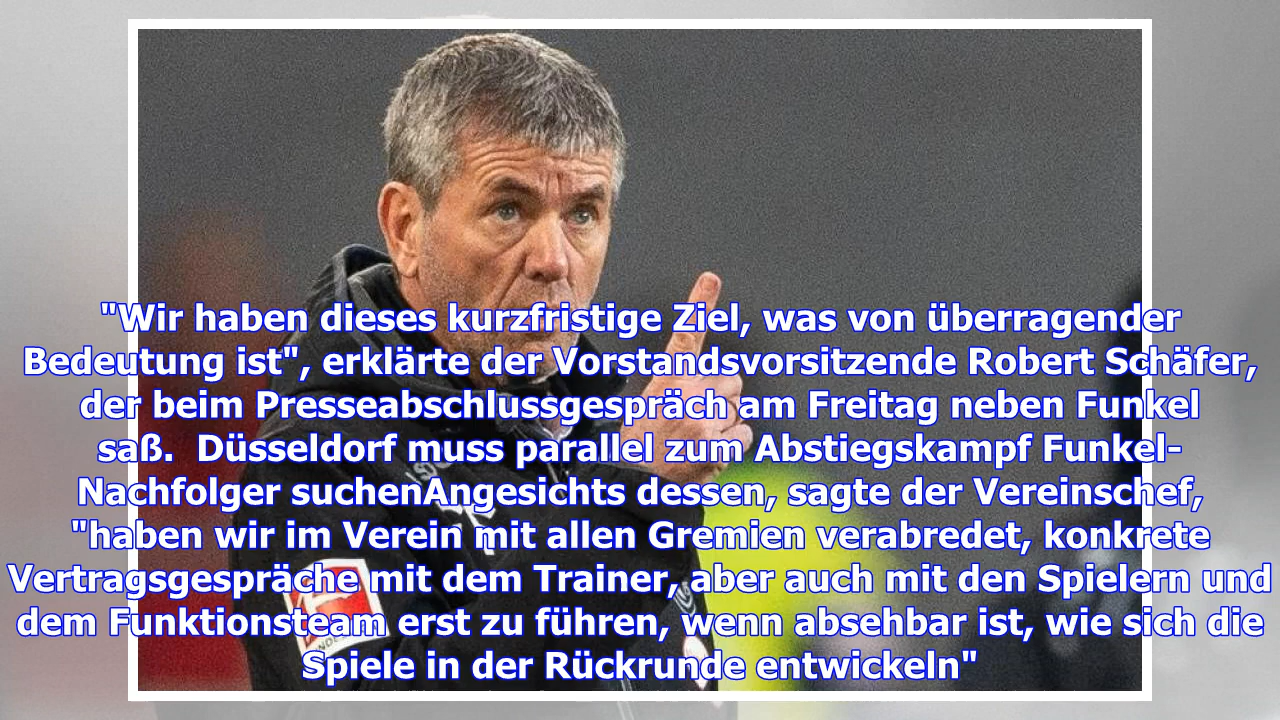 "Wir haben dieses kurzfristige Ziel, was von überragender
Bedeutung ist", erklärte der Vorstandsvorsitzende Robert Schäfer,
der beim Presseabschlussgespräch am Freitag neben Funkel
saß.  Düsseldorf muss parallel zum Abstiegskampf Funkel-
Nachfolger suchenAngesichts dessen, sagte der Vereinschef,
"haben wir im Verein mit allen Gremien verabredet, konkrete
Vertragsgespräche mit dem Trainer, aber auch mit den Spielern und
dem Funktionsteam erst zu führen, wenn absehbar ist, wie sich die
Spiele in der Rückrunde entwickeln"